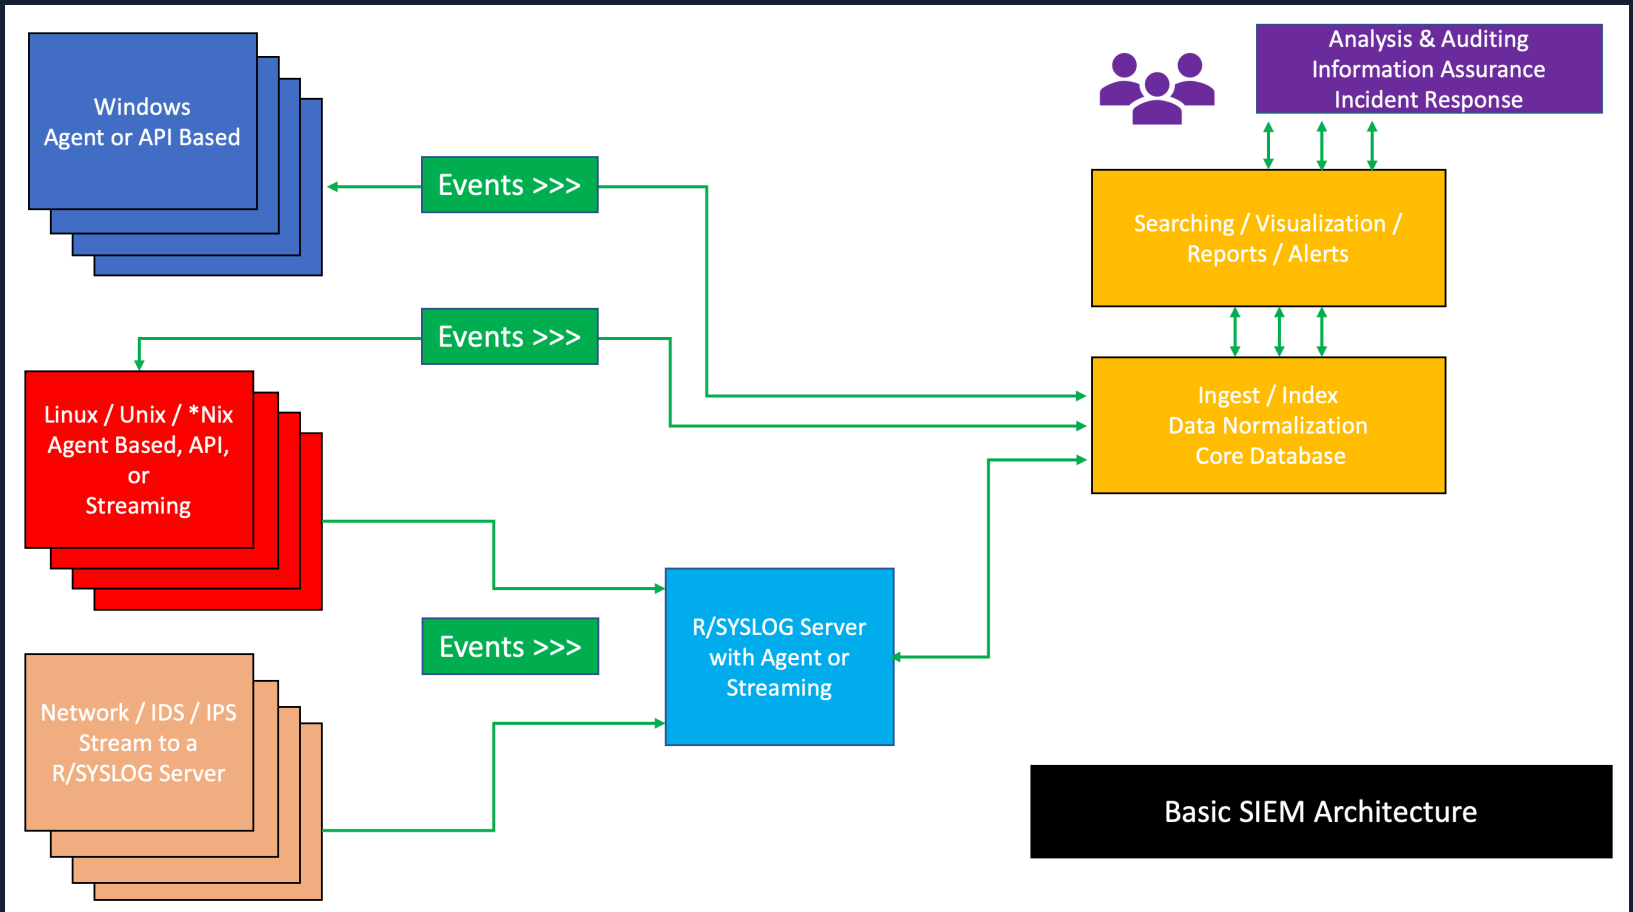 Windows
Agent or API Based
Events >>>
Events >>>
Linux / Unix / *Nix
Agent Based, API,
or
Streaming
Events >>>
Network / IDS / IPS
Stream to a
R/SYSLOG Server
R/SYSLOG Server
with Agent or
Streaming
Analysis & Auditing
Information Assurance
Incident Response
Searching / Visualization /
Reports / Alerts
Ingest / Index
Data Normalization
Core Database
Basic SIEM Architecture